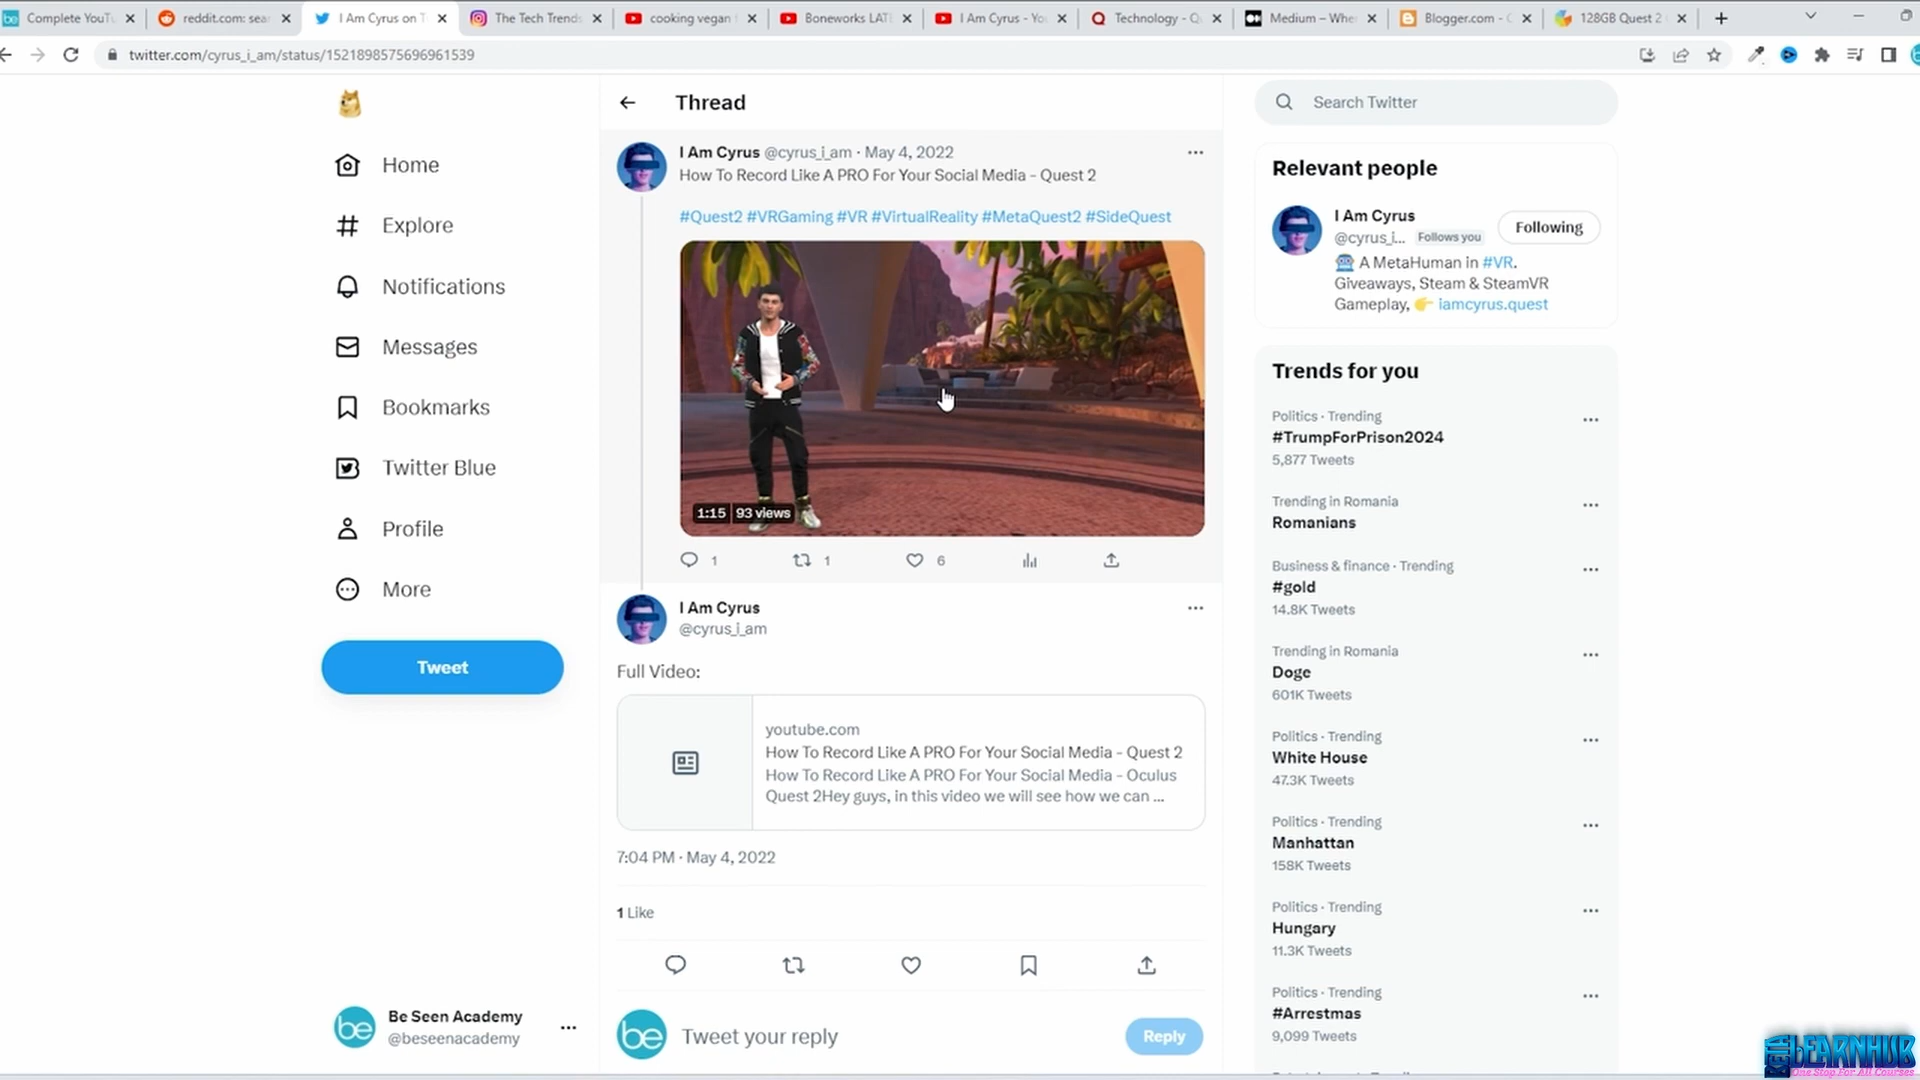 Complete YouTu
reddit.com: sear
I Am Cyrus on T
The Tech Trends
cooking vegan f
Boneworks LATE
I Am Cyrus - Yo
Technology - Qu
Medium – Whe
Blogger.com - C
128GB Quest 2
twitter.com/cyrus_i_am/status/1521898575696961539
Home
Explore
Notifications
Messages
Bookmarks
Twitter Blue
Profile
More
Tweet
Be Seen Academy
@beseenacademy
Thread
I Am Cyrus @cyrus_i_am · May 4, 2022
How To Record Like A PRO For Your Social Media - Quest 2
#Quest2 #VRGaming #VR #VirtualReality #MetaQuest2 #SideQuest
1:15 93 views
1 1 6
I Am Cyrus
@cyrus_i_am
Full Video:
youtube.com
How To Record Like A PRO For Your Social Media - Quest 2
How To Record Like A PRO For Your Social Media - Oculus
Quest 2Hey guys, in this video we will see how we can ...
7:04 PM · May 4, 2022
1 Like
be
Tweet your reply
Reply
Search Twitter
Relevant people
I Am Cyrus
@cyrus_i... Follows you
Following
A MetaHuman in #VR.
Giveaways, Steam & SteamVR
Gameplay, iamcyrus.quest
Trends for you
Politics · Trending
#TrumpForPrison2024
5,877 Tweets
Trending in Romania
Romanians
Business & finance · Trending
#gold
14.8K Tweets
Trending in Romania
Doge
601K Tweets
Politics · Trending
White House
47.3K Tweets
Politics · Trending
Manhattan
158K Tweets
Politics · Trending
Hungary
11.3K Tweets
Politics · Trending
#Arrestmas
9,099 Tweets
BETA LEARNHUB
One Stop For All Courses